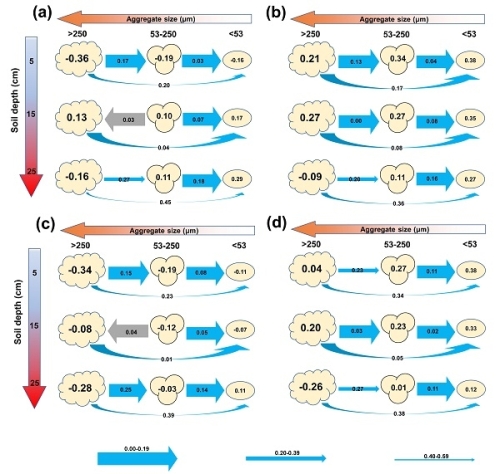 (a)
Aggregate size (μm)
>250 53-250 <53
Soil depth (cm)
5
15
25
-0.36 0.17 -0.19 0.03 -0.16
0.20
0.13 0.03 0.10 0.07 0.17
0.04
-0.16 0.27 0.11 0.18 0.29
0.45
(b)
Aggregate size (μm)
>250 53-250 <53
0.21 0.13 0.34 0.04 0.38
0.17
0.27 0.00 0.27 0.08 0.35
0.08
-0.09 0.20 0.11 0.16 0.27
0.36
(c)
Aggregate size (μm)
>250 53-250 <53
Soil depth (cm)
5
15
25
-0.34 0.15 -0.19 0.08 -0.11
0.23
-0.08 0.04 -0.12 0.05 -0.07
0.01
-0.28 0.25 -0.03 0.14 0.11
0.39
(d)
Aggregate size (μm)
>250 53-250 <53
0.04 0.23 0.27 0.11 0.38
0.34
0.20 0.03 0.23 0.02 0.33
0.05
-0.26 0.27 0.01 0.11 0.12
0.38
0.00-0.19
0.20-0.39
0.40-0.59